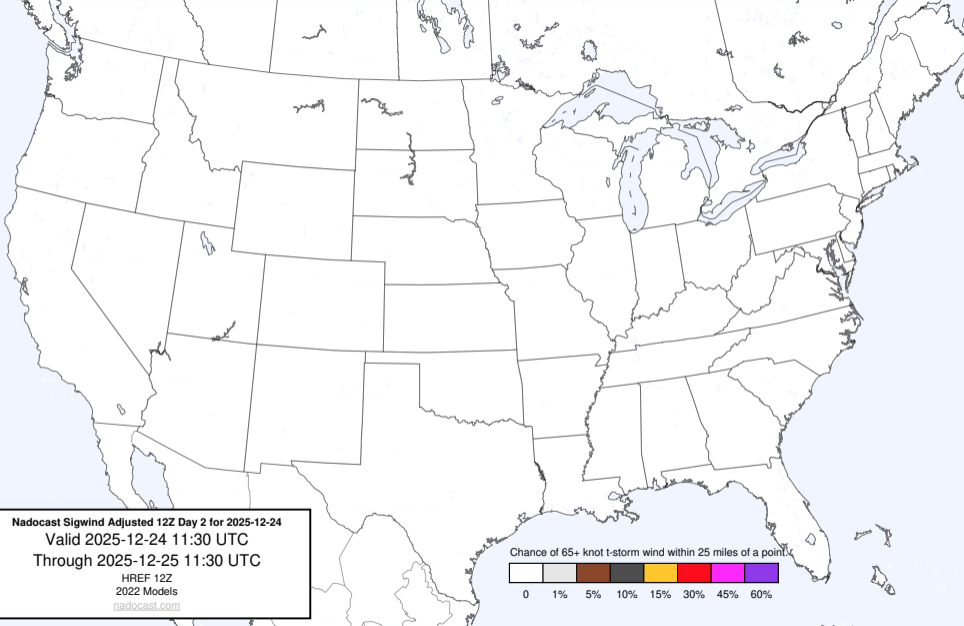 Nadocast Sigwind Adjusted 12Z Day 2 for 2025-12-24
Valid 2025-12-24 11:30 UTC
Through 2025-12-25 11:30 UTC
HREF 12Z
2022 Models
nadocast.com
Chance of 65+ knot t-storm wind within 25 miles of a point.
0 1% 5% 10% 15% 30% 45% 60%